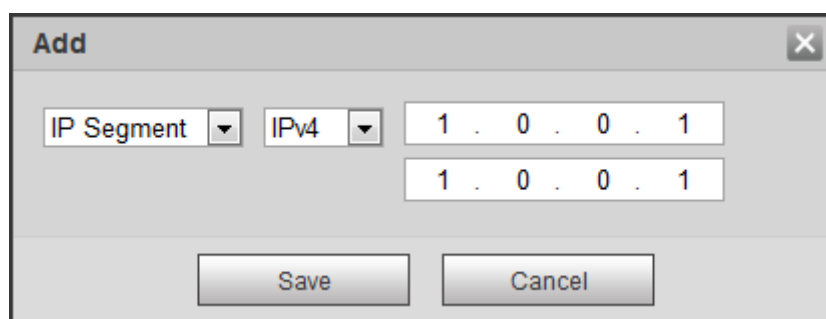 Add
IP Segment IPv4 1 . 0 . 0 . 1
1 . 0 . 0 . 1
Save Cancel